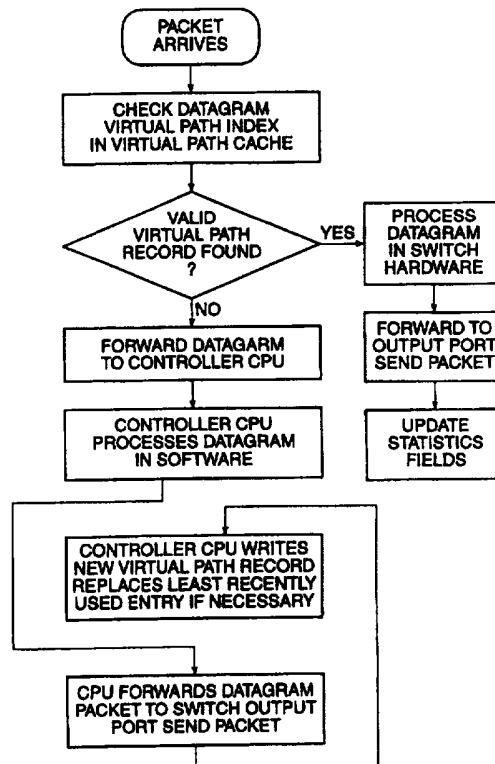 PACKET
ARRIVES
CHECK DATAGRAM
VIRTUAL PATH INDEX
IN VIRTUAL PATH CACHE
VALID
VIRTUAL PATH
RECORD FOUND
?
YES
PROCESS
DATAGRAM
IN SWITCH
HARDWARE
FORWARD TO
OUTPUT PORT
SEND PACKET
UPDATE
STATISTICS
FIELDS
NO
FORWARD DATAGARM
TO CONTROLLER CPU
CONTROLLER CPU
PROCESSES DATAGRAM
IN SOFTWARE
CONTROLLER CPU WRITES
NEW VIRTUAL PATH RECORD
REPLACES LEAST RECENTLY
USED ENTRY IF NECESSARY
CPU FORWARDS DATAGRAM
PACKET TO SWITCH OUTPUT
PORT SEND PACKET